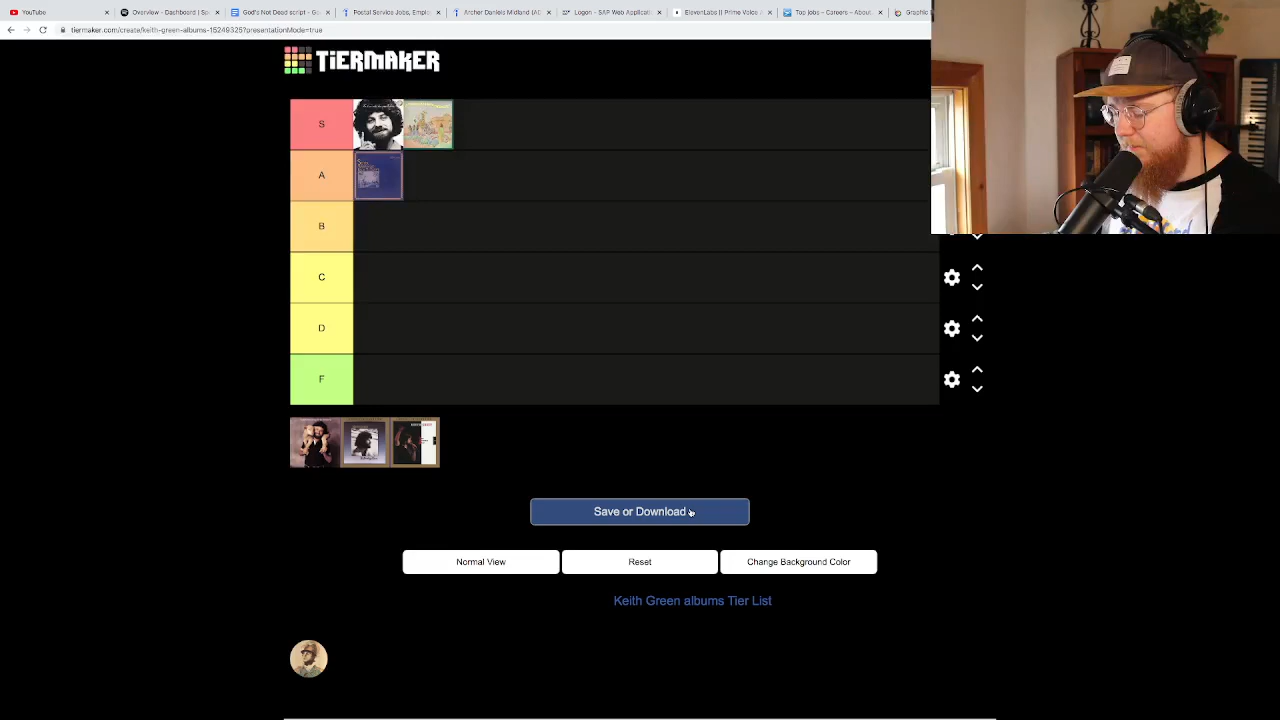 YouTube
Overview - Dashboard | Sp
God's Not Dead script - Go
Postal Service Jobs, Emplo
Archer Daniels Midland (AD
Logon – SAP Web Applicati
ElevenLabs | Prime Voice A
Top jobs – Careers – About
Graphic
tiermaker.com/create/keith-green-albums-15249325?presentationMode=true
TiERMAKER
S
A
B
C
D
F
Save or Download
Normal View
Reset
Change Background Color
Keith Green albums Tier List